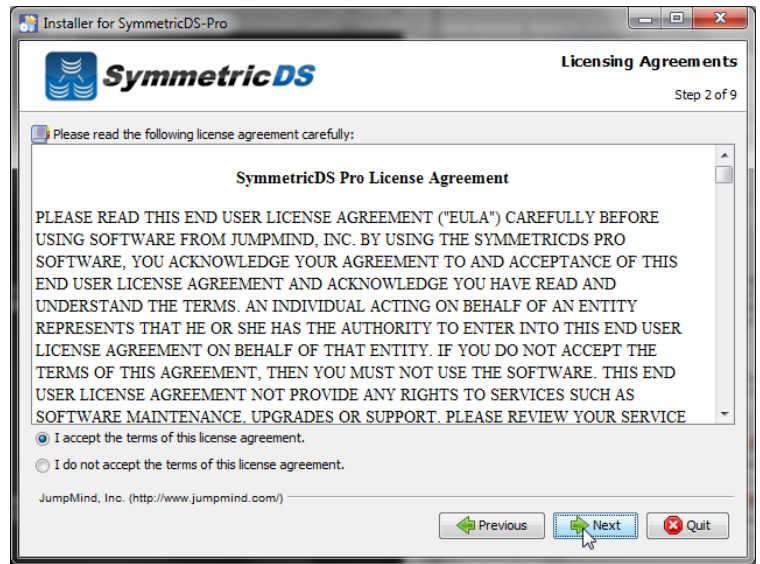 Installer for SymmetricDS-Pro
SymmetricDS
Licensing Agreements
Step 2 of 9
Please read the following license agreement carefully:
SymmetricDS Pro License Agreement
PLEASE READ THIS END USER LICENSE AGREEMENT ("EULA") CAREFULLY BEFORE
USING SOFTWARE FROM JUMPMIND, INC. BY USING THE SYMMETRICDS PRO
SOFTWARE, YOU ACKNOWLEDGE YOUR AGREEMENT TO AND ACCEPTANCE OF THIS
END USER LICENSE AGREEMENT AND ACKNOWLEDGE YOU HAVE READ AND
UNDERSTAND THE TERMS. AN INDIVIDUAL ACTING ON BEHALF OF AN ENTITY
REPRESENTS THAT HE OR SHE HAS THE AUTHORITY TO ENTER INTO THIS END USER
LICENSE AGREEMENT ON BEHALF OF THAT ENTITY. IF YOU DO NOT ACCEPT THE
TERMS OF THIS AGREEMENT, THEN YOU MUST NOT USE THE SOFTWARE. THIS END
USER LICENSE AGREEMENT NOT PROVIDE ANY RIGHTS TO SERVICES SUCH AS
SOFTWARE MAINTENANCE, UPGRADES OR SUPPORT. PLEASE REVIEW YOUR SERVICE
I accept the terms of this license agreement.
I do not accept the terms of this license agreement.
JumpMind, Inc. (http://www.jumpmind.com/)
Previous
Next
Quit